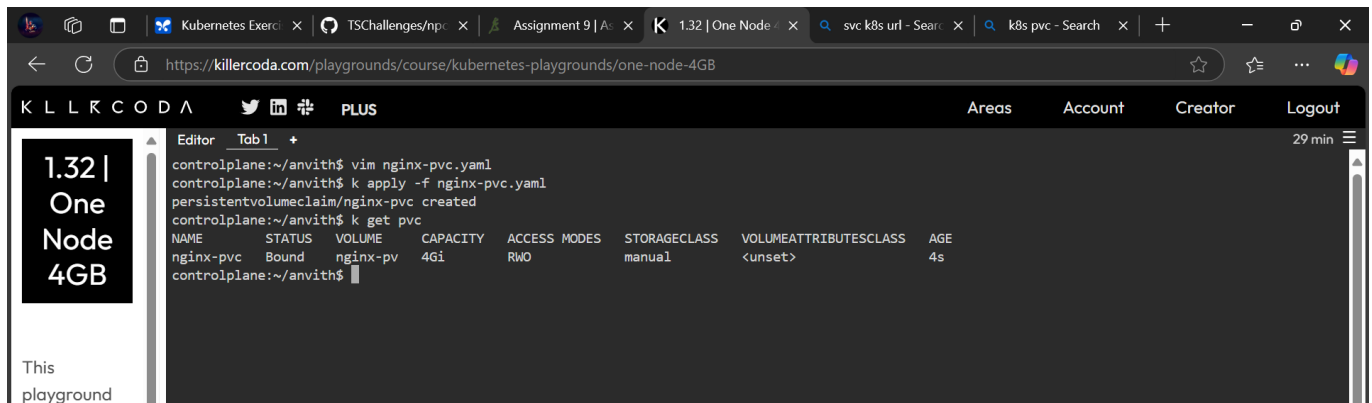 Kubernetes Exerci
TSChallenges/npc
Assignment 9 | As
1.32 | One Node 4
svc k8s url - Searc
k8s pvc - Search
https://killercoda.com/playgrounds/course/kubernetes-playgrounds/one-node-4GB
KLLRCODA
PLUS
Areas
Account
Creator
Logout
Editor Tab 1 +
29 min
1.32 |
One
Node
4GB
This
playground
controlplane:~/anvith$ vim nginx-pvc.yaml
controlplane:~/anvith$ k apply -f nginx-pvc.yaml
persistentvolumeclaim/nginx-pvc created
controlplane:~/anvith$ k get pvc
NAME STATUS VOLUME CAPACITY ACCESS MODES STORAGECLASS VOLUMEATTRIBUTESCLASS AGE
nginx-pvc Bound nginx-pv 4Gi RWO manual <unset> 4s
controlplane:~/anvith$